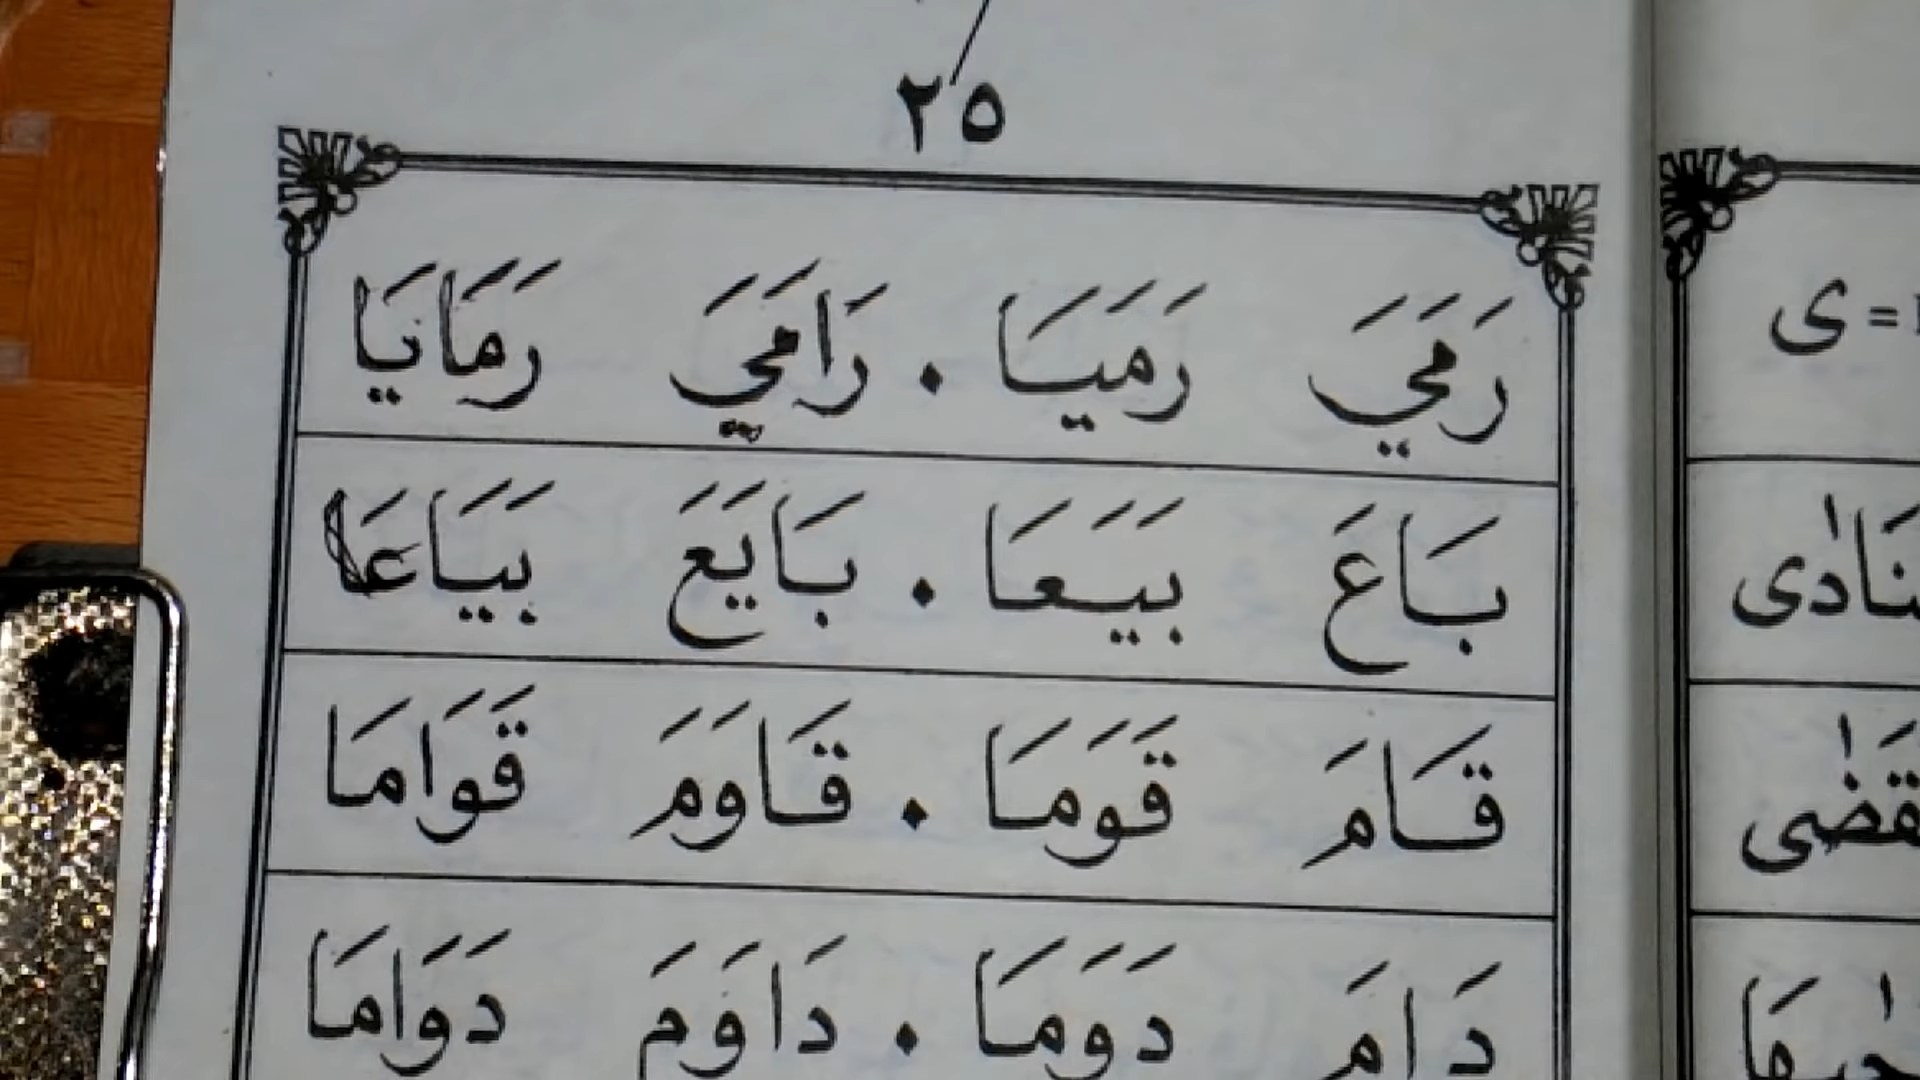 ٢٥
رَمَيَ رَمَيَا . رَامَيَ رَمَايَا
بَاعَ بَيَعَا . بَايَعَ بَيَاعَا
قَامَ قَوَمَا . قَاوَمَ قَوَامَا
دَامَ دَوَمَا . دَاوَمَ دَوَامَا
ى =